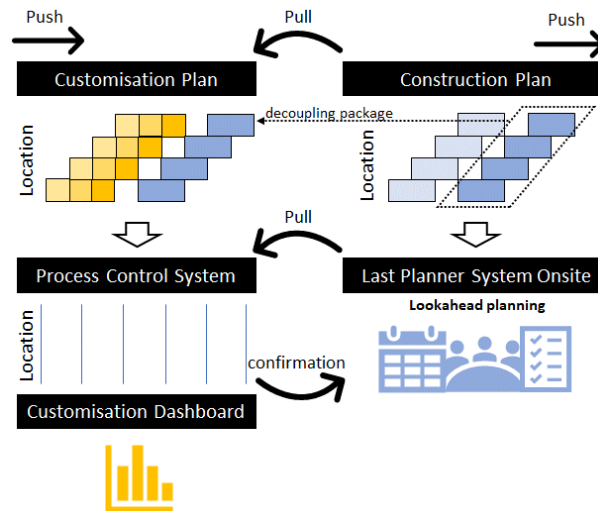 Push
Pull
Push
Customisation Plan
Construction Plan
decoupling package
Location
Location
Pull
Process Control System
Last Planner System Onsite
Lookahead planning
Location
confirmation
Customisation Dashboard